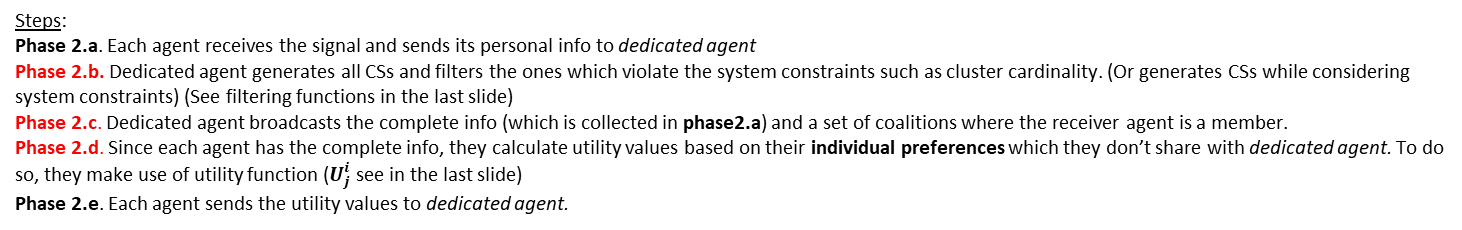 Steps:
Phase 2.a. Each agent receives the signal and sends its personal info to dedicated agent
Phase 2.b. Dedicated agent generates all CSs and filters the ones which violate the system constraints such as cluster cardinality. (Or generates CSs while considering
system constraints) (See filtering functions in the last slide)
Phase 2.c. Dedicated agent broadcasts the complete info (which is collected in phase2.a) and a set of coalitions where the receiver agent is a member.
Phase 2.d. Since each agent has the complete info, they calculate utility values based on their individual preferences which they don't share with dedicated agent. To do
so, they make use of utility function (U^i_j see in the last slide)
Phase 2.e. Each agent sends the utility values to dedicated agent.